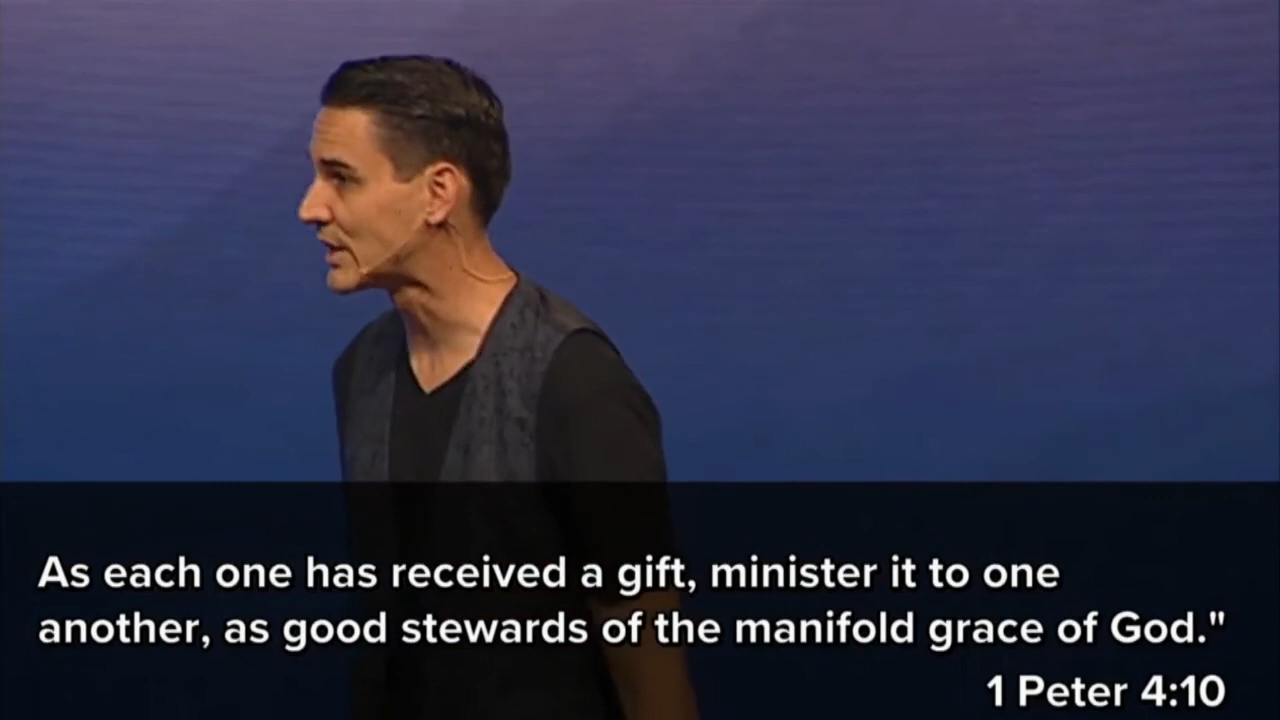 As each one has received a gift, minister it to one
another, as good stewards of the manifold grace of God."
1 Peter 4:10